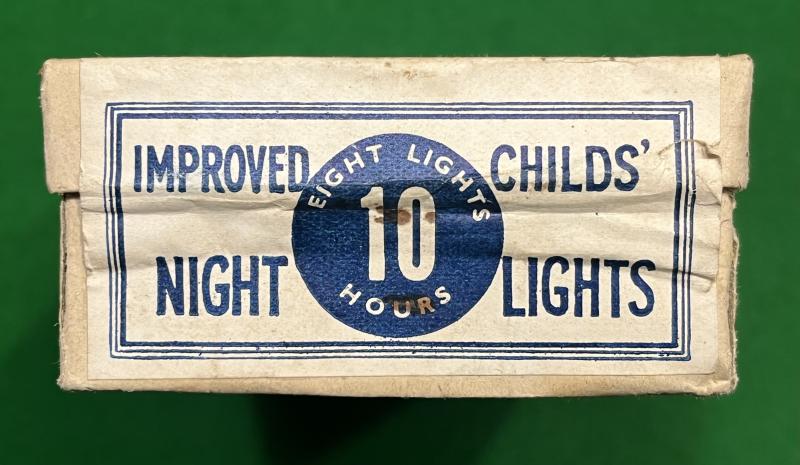 IMPROVED CHILDS'
EIGHT LIGHTS
10
HOURS
NIGHT LIGHTS